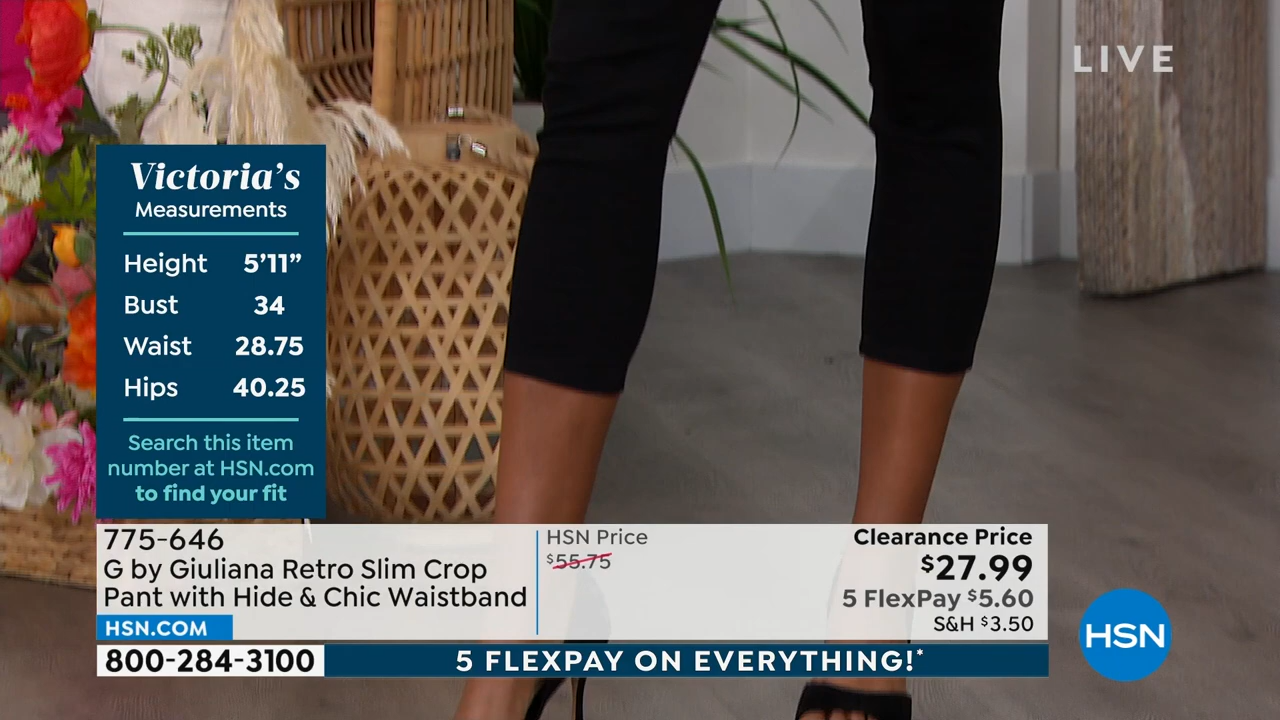 LIVE
Victoria's
Measurements
Height 5'11”
Bust 34
Waist 28.75
Hips 40.25
Search this item
number at HSN.com
to find your fit
775-646
G by Giuliana Retro Slim Crop
Pant with Hide & Chic Waistband
HSN.COM
HSN Price
$55.75
Clearance Price
$27.99
5 FlexPay $5.60
S&H $3.50
HSN
800-284-3100
5 FLEXPAY ON EVERYTHING!*